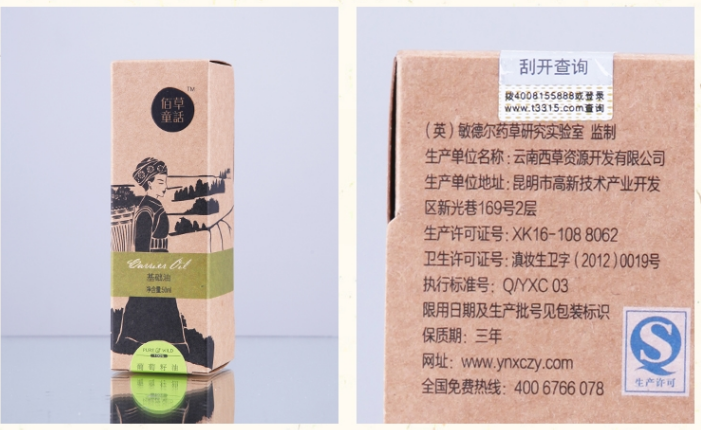 佰草
童話
TM
Carrier Oil
基础油
净含量10ml
葡萄籽油
刮开查询
拨4008155888或登录
www.t3315.com查询
（英）敏德尔药草研究实验室 监制
生产单位名称：云南西草资源开发有限公司
生产单位地址：昆明市高新技术产业开发
区新光巷169号2层
生产许可证号：XK16-108 8062
卫生许可证号：滇妆生卫字（2012）0019号
执行标准号：Q/YXC 03
限用日期及生产批号见包装标识
保质期：三年
网址：www.ynxczy.com
全国免费热线：400 6766 078
生产许可